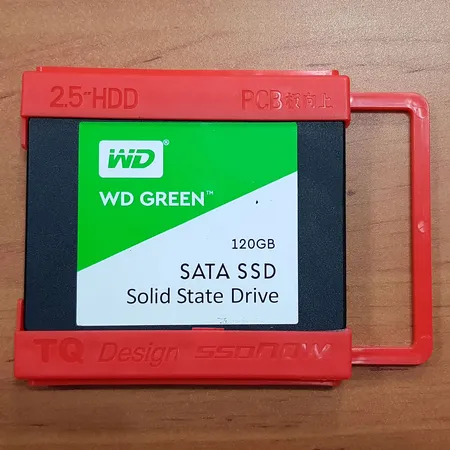 2.5"HDD PCB板向上
WD®
WD GREEN™
120GB
SATA SSD
Solid State Drive
TQ Design SSDNOW